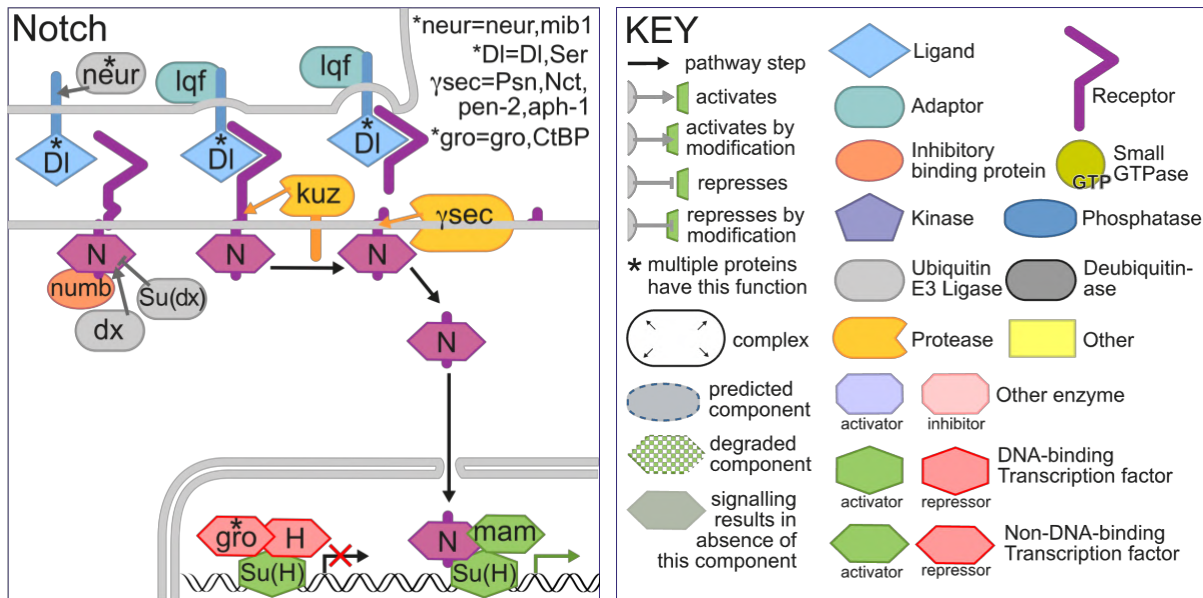 Notch
*neur=neur,mib1
*Dl=Dl,Ser
γsec=Psn,Nct,
pen-2,aph-1
*gro=gro,CtBP
*
neur
lqf
lqf
*
Dl
*
Dl
*
Dl
kuz
γsec
N
N
N
numb
Su(dx)
dx
N
*
gro
H
Su(H)
N
mam
Su(H)
KEY
pathway step
activates
activates by
modification
represses
represses by
modification
* multiple proteins
have this function
complex
predicted
component
degraded
component
signalling
results in
absence of
this component
Ligand
Adaptor
Inhibitory
binding protein
Kinase
Ubiquitin
E3 Ligase
Protease
Receptor
GTP
Small
GTPase
Phosphatase
Deubiquitin-
ase
Other
activator
inhibitor
Other enzyme
activator
repressor
DNA-binding
Transcription factor
activator
repressor
Non-DNA-binding
Transcription factor